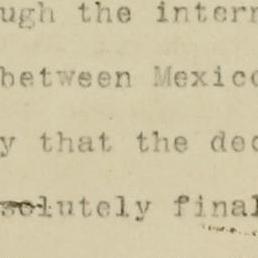 ugh the intern
between Mexico
y that the dec
solutely final